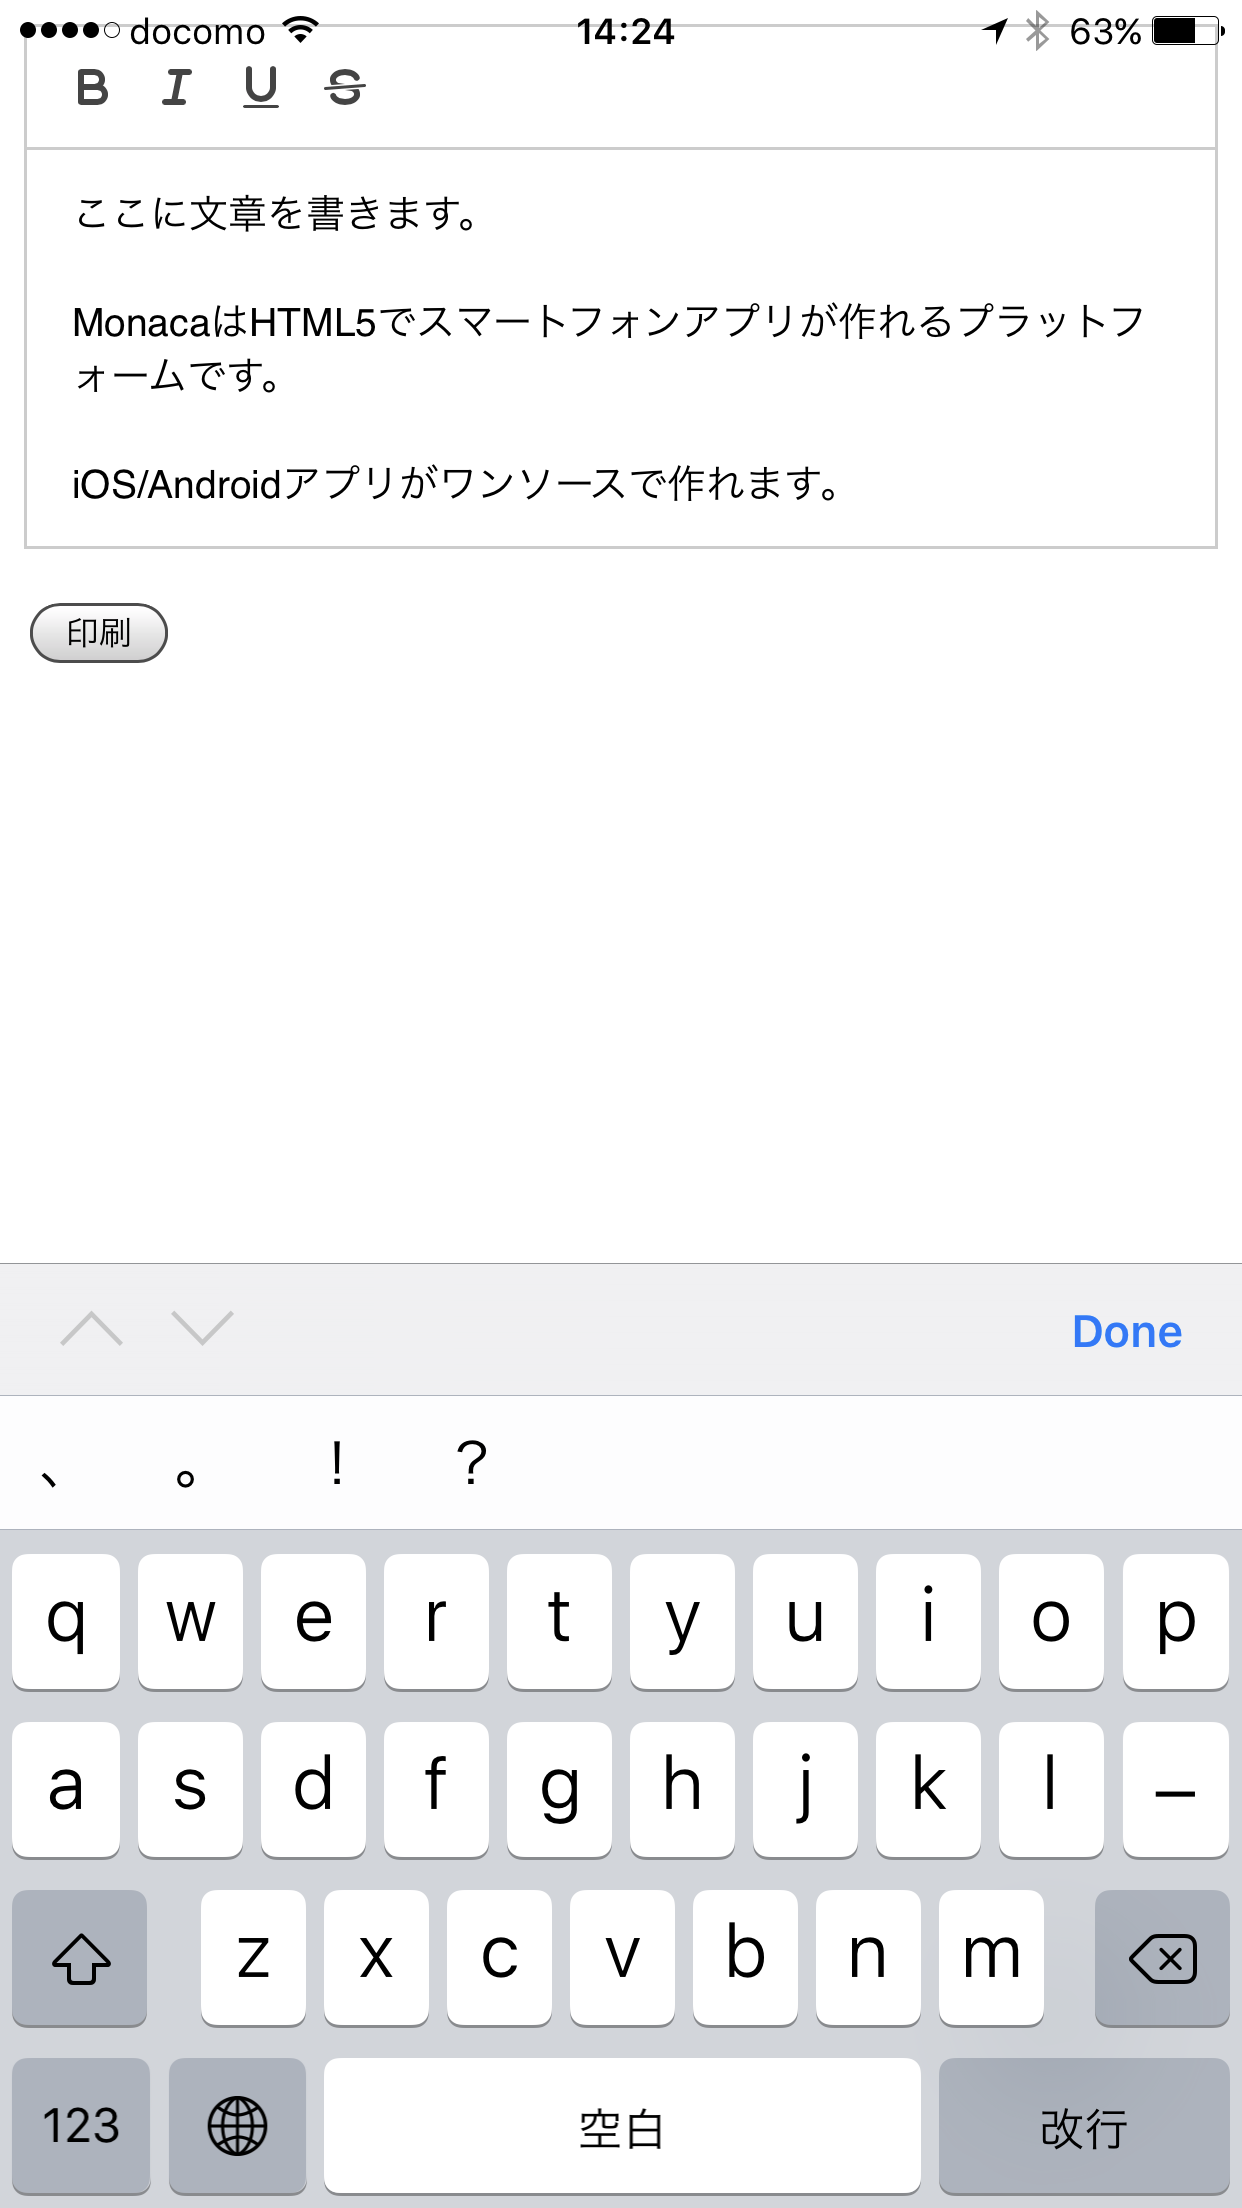 docomo 14:24 63%
B I U S
ここに文章を書きます。
MonacaはHTML5でスマートフォンアプリが作れるプラットフ
ォームです。
iOS/Androidアプリがワンソースで作れます。
印刷
Done
、 。 ! ?
q w e r t y u i o p
a s d f g h j k l ー
z x c v b n m
123 空白 改行